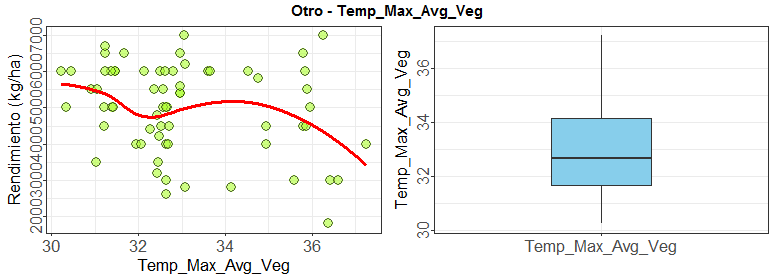 Otro - Temp_Max_Avg_Veg
Rendimiento (kg/ha)
2000 3000 4000 5000 6000 7000
30 32 34 36
Temp_Max_Avg_Veg
Temp_Max_Avg_Veg
30 32 34 36
Temp_Max_Avg_Veg